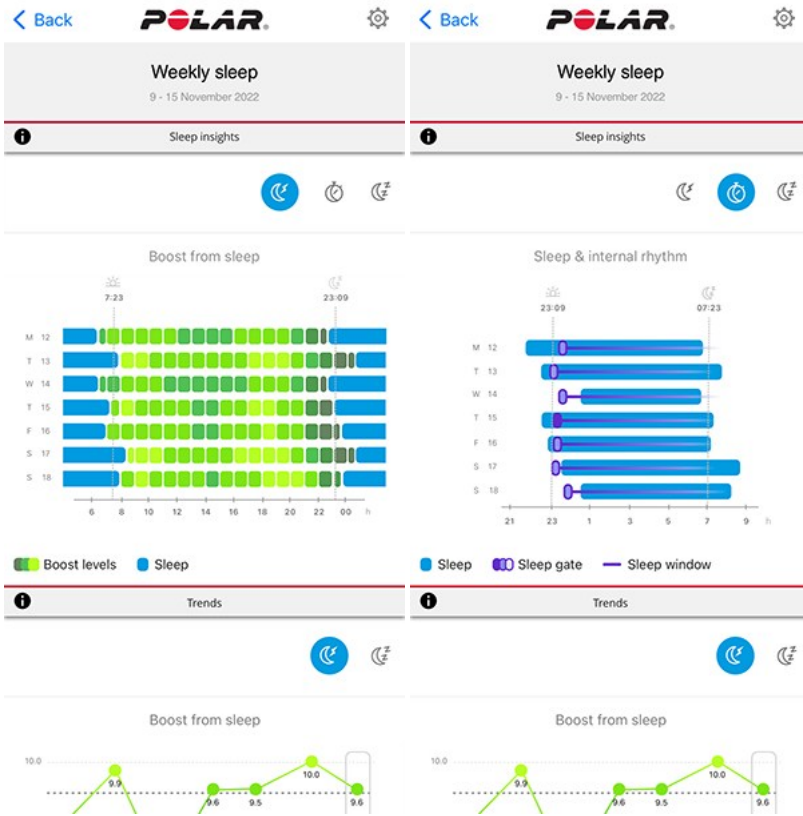 Back POLAR.
Weekly sleep
9 - 15 November 2022
Sleep insights
Boost from sleep
7:23 23:09
M 12
T 13
W 14
T 15
F 16
S 17
S 18
6 8 10 12 14 16 18 20 22 00 h
Boost levels Sleep
Trends
Boost from sleep
10.0
9.9 9.6 9.5 10.0 9.6
Back POLAR.
Weekly sleep
9 - 15 November 2022
Sleep insights
Sleep & internal rhythm
23:09 07:23
M 12
T 13
W 14
T 15
F 16
S 17
S 18
21 23 1 3 5 7 9 h
Sleep Sleep gate Sleep window
Trends
Boost from sleep
10.0
9.9 9.6 9.5 10.0 9.6